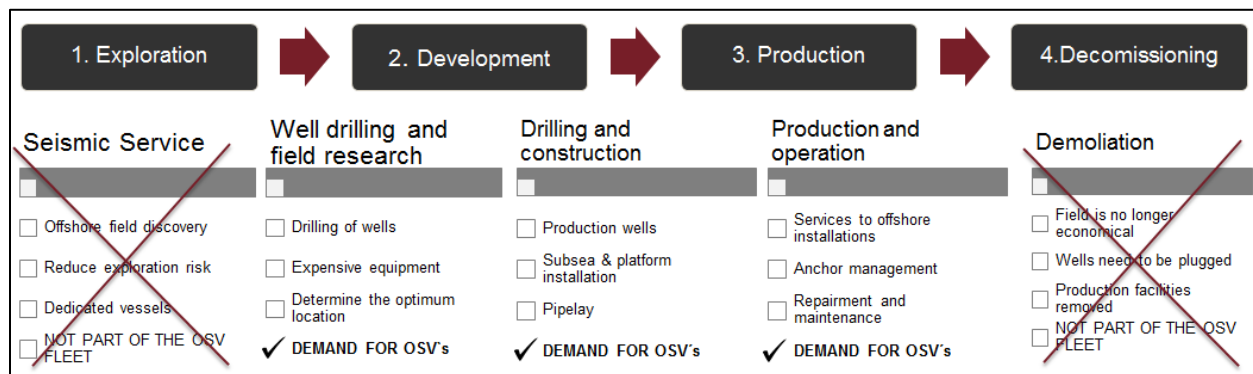 1. Exploration
2. Development
3. Production
4.Decomissioning
Seismic Service
Offshore field discovery
Reduce exploration risk
Dedicated vessels
NOT PART OF THE OSV
FLEET
Well drilling and
field research
Drilling of wells
Expensive equipment
Determine the optimum
location
DEMAND FOR OSV´s
Drilling and
construction
Production wells
Subsea & platform
installation
Pipelay
DEMAND FOR OSV´s
Production and
operation
Services to offshore
installations
Anchor management
Repairment and
maintenance
DEMAND FOR OSV´s
Demoliation
Field is no longer
economical
Wells need to be plugged
Production facilities
removed
NOT PART OF THE OSV
FLEET